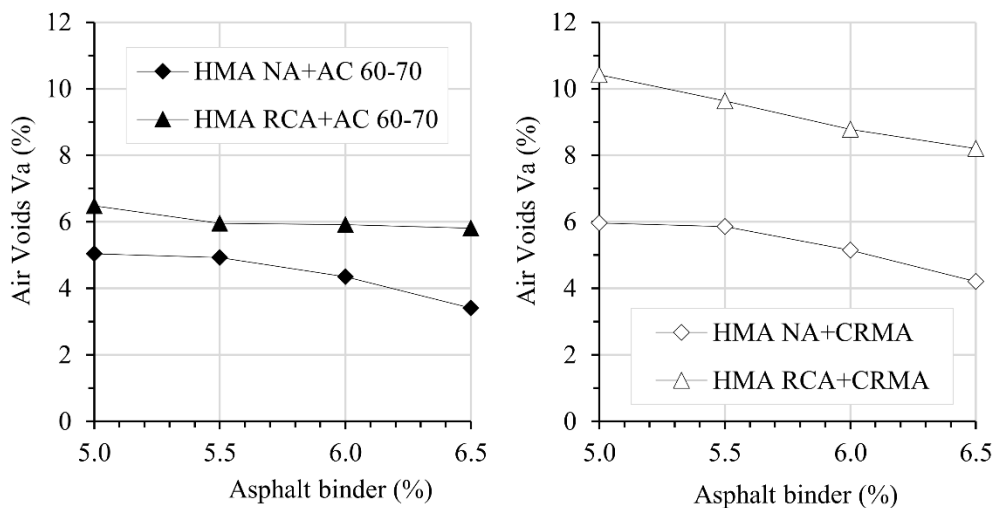 12
10
8
6
4
2
0
Air Voids Va (%)
HMA NA+AC 60-70
HMA RCA+AC 60-70
5.0 5.5 6.0 6.5
Asphalt binder (%)
12
10
8
6
4
2
0
Air Voids Va (%)
HMA NA+CRMA
HMA RCA+CRMA
5.0 5.5 6.0 6.5
Asphalt binder (%)